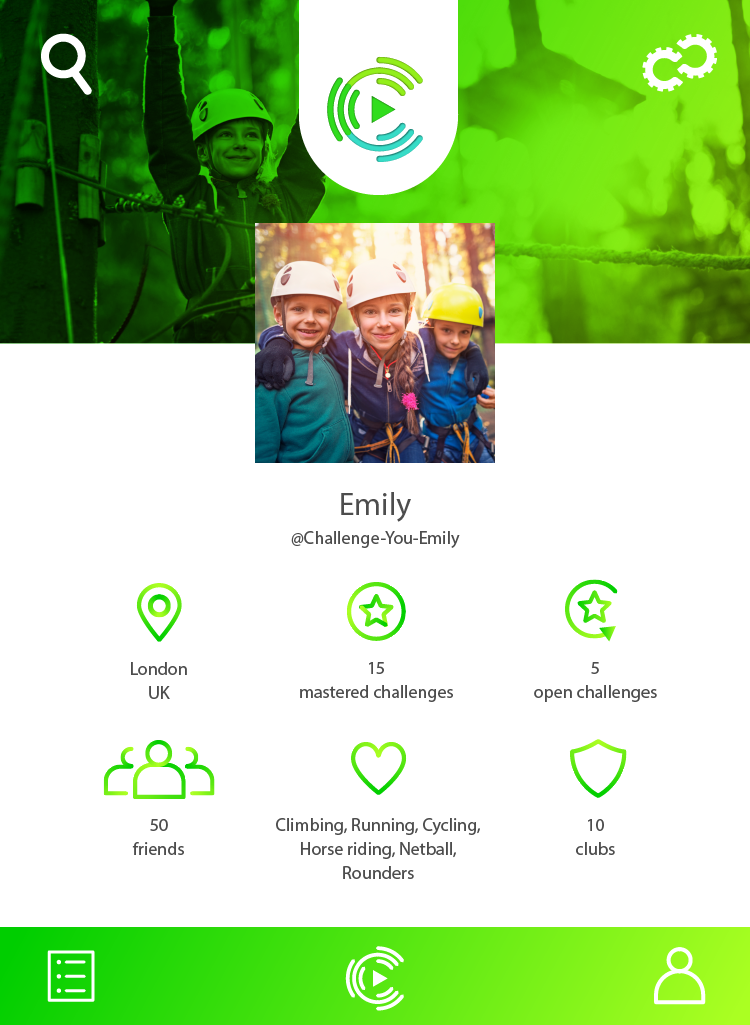 Emily
@Challenge-You-Emily
London
UK
15
mastered challenges
5
open challenges
50
friends
Climbing, Running, Cycling,
Horse riding, Netball,
Rounders
10
clubs